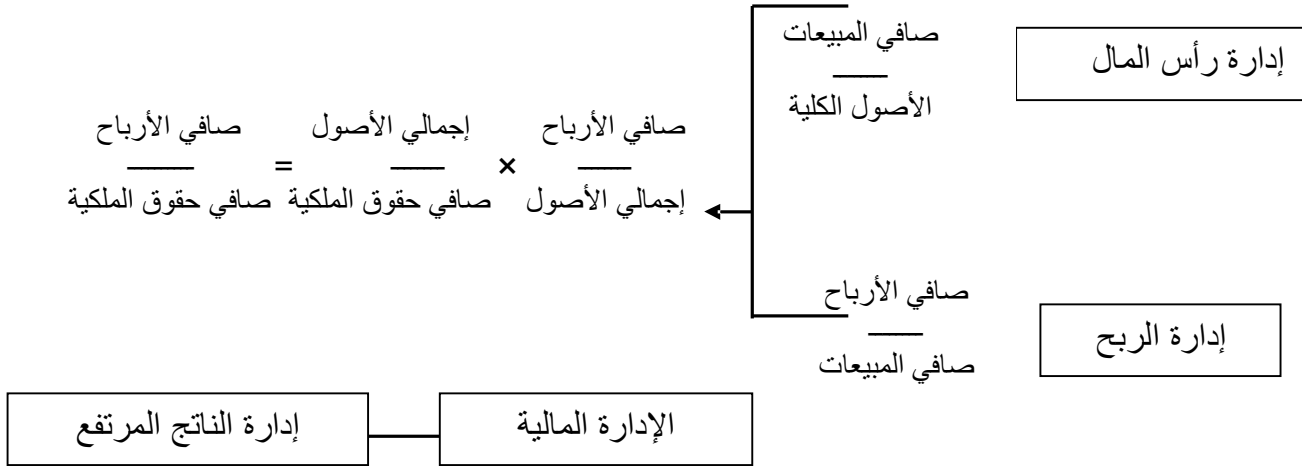 صافي المبيعات
إدارة رأس المال
الأصول الكلية
صافي الأرباح إجمالي الأصول صافي الأرباح
× =
إجمالي الأصول صافي حقوق الملكية صافي حقوق الملكية
صافي الأرباح
إدارة الربح
صافي المبيعات
الإدارة المالية
إدارة الناتج المرتفع